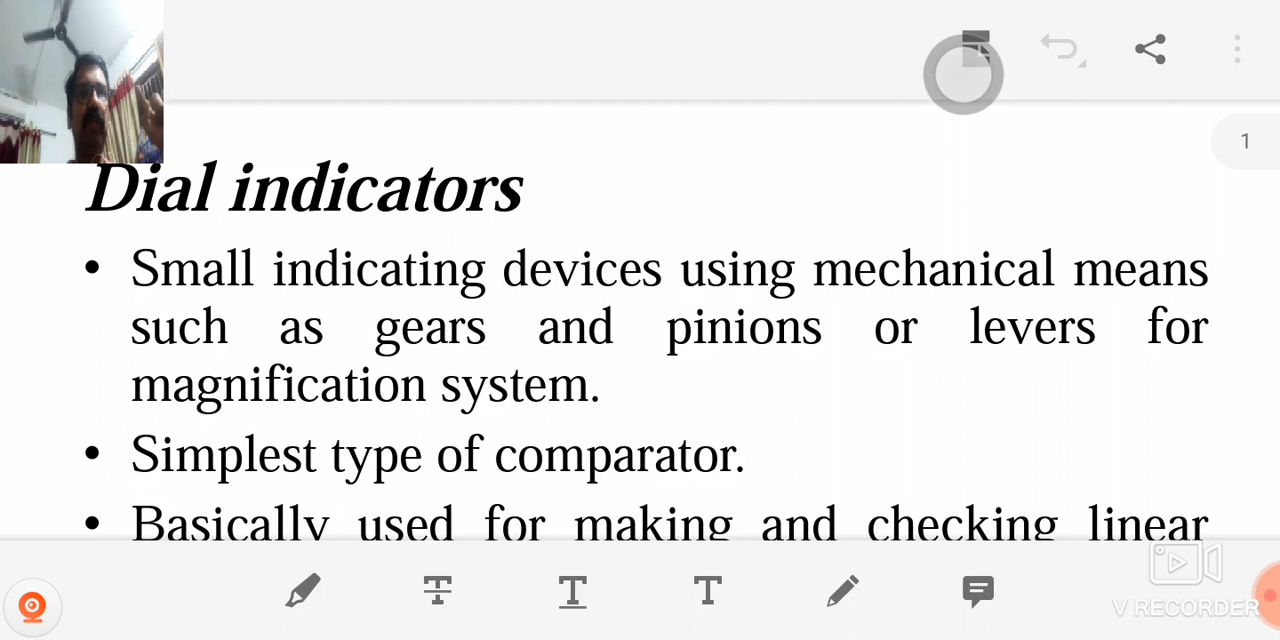 1
Dial indicators
• Small indicating devices using mechanical means
such as gears and pinions or levers for
magnification system.
• Simplest type of comparator.
• Basically used for making and checking linear
V RECORDER